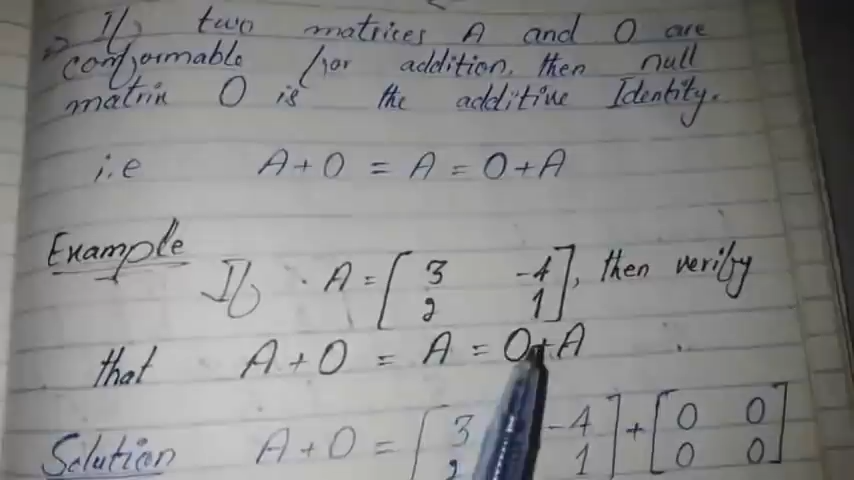 If two matrices A and O are
conformable for addition, then null
matrix O is the additive Identity.
i.e A+O = A = O+A
Example
If A = [ 3 -4 ], then verify
2 1
that A+O = A = O+A
Solution A+O = [ 3 -4 ] + [ 0 0 ]
2 1 0 0